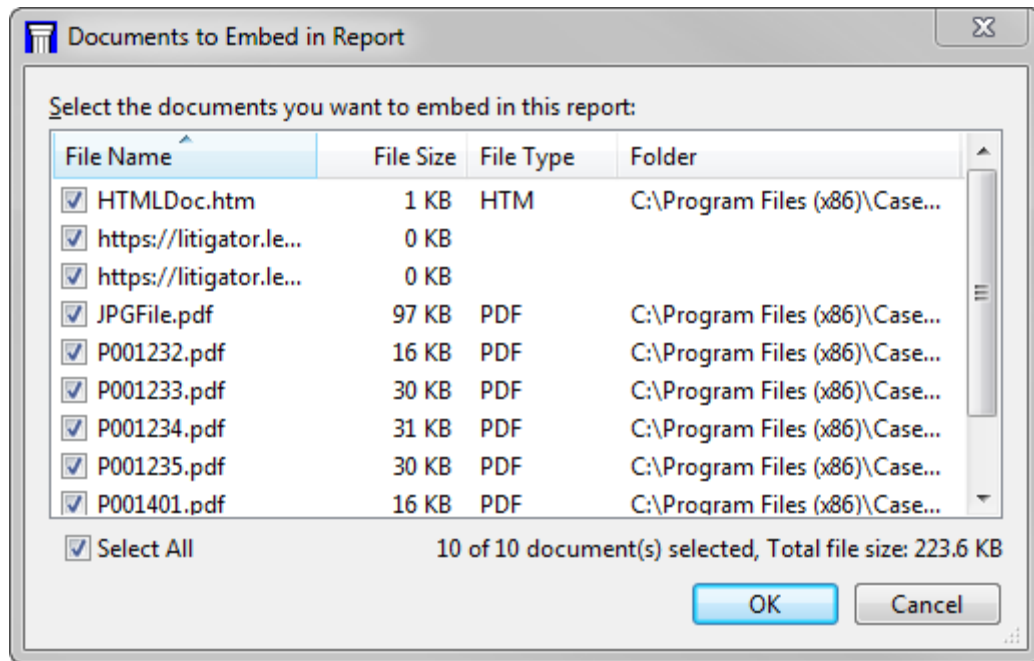 Documents to Embed in Report
Select the documents you want to embed in this report:
File Name File Size File Type Folder
HTMLDoc.htm 1 KB HTM C:\Program Files (x86)\Case...
https://litigator.le... 0 KB
https://litigator.le... 0 KB
JPGFile.pdf 97 KB PDF C:\Program Files (x86)\Case...
P001232.pdf 16 KB PDF C:\Program Files (x86)\Case...
P001233.pdf 30 KB PDF C:\Program Files (x86)\Case...
P001234.pdf 31 KB PDF C:\Program Files (x86)\Case...
P001235.pdf 30 KB PDF C:\Program Files (x86)\Case...
P001401.pdf 16 KB PDF C:\Program Files (x86)\Case...
Select All 10 of 10 document(s) selected, Total file size: 223.6 KB
OK Cancel